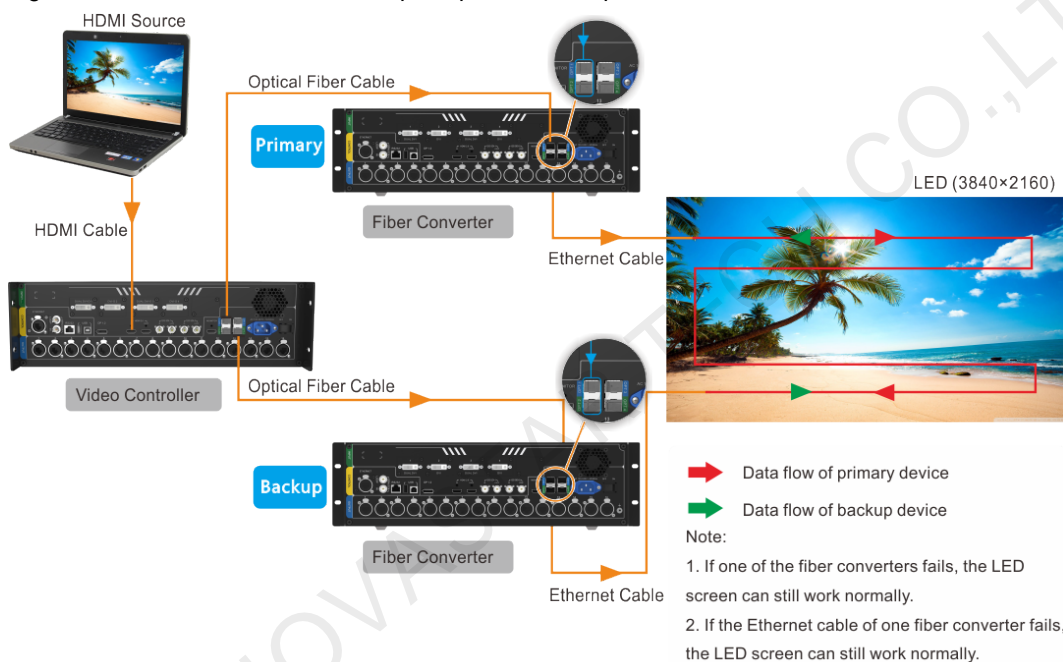 HDMI Source
Optical Fiber Cable
Primary
LED (3840×2160)
HDMI Cable
Fiber Converter
Ethernet Cable
Video Controller
Optical Fiber Cable
Backup
Data flow of primary device
Data flow of backup device
Fiber Converter
Note:
1. If one of the fiber converters fails, the LED
screen can still work normally.
Ethernet Cable
2. If the Ethernet cable of one fiber converter fails,
the LED screen can still work normally.